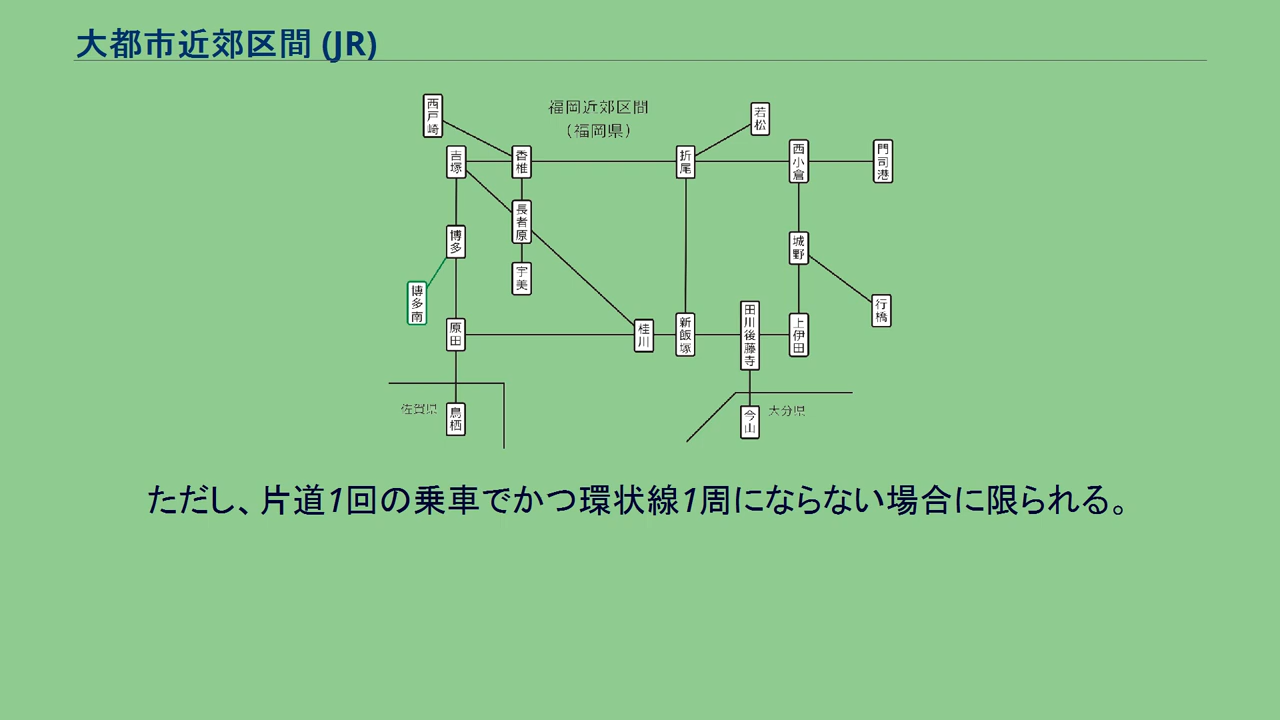 大都市近郊区間 (JR)
福岡近郊区間
（福岡県）
西戸崎
若松
吉塚
香椎
折尾
西小倉
門司港
長者原
博多
城野
宇美
博多南
行橋
原田
桂川
新飯塚
田川後藤寺
上伊田
佐賀県
鳥栖
今山
大分県
ただし、片道1回の乗車でかつ環状線1周にならない場合に限られる。